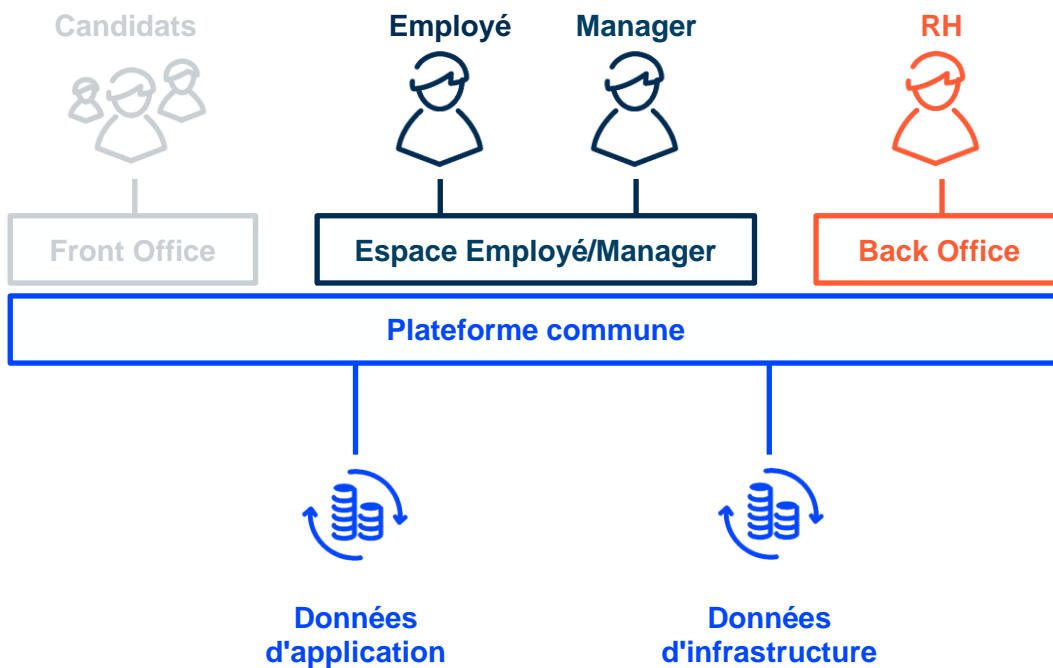 Candidats
Employé
Manager
RH
Front Office
Espace Employé/Manager
Back Office
Plateforme commune
Données
d'application
Données
d'infrastructure